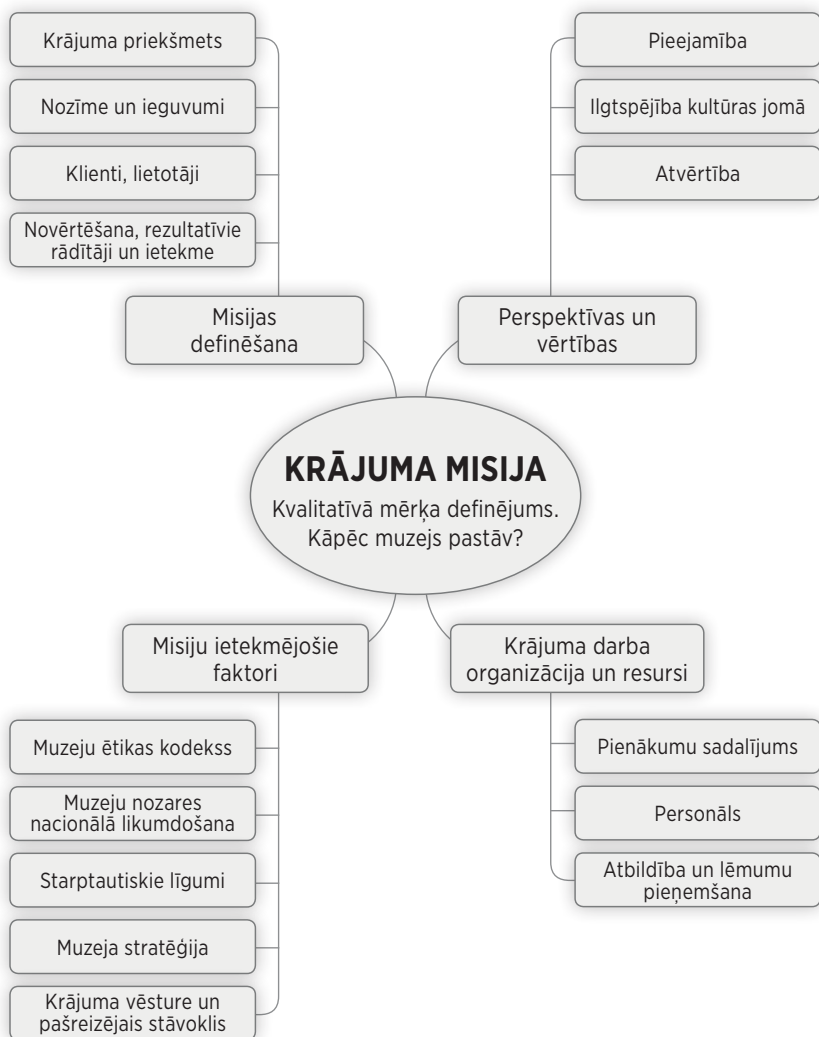 Krājuma priekšmets
Nozīme un ieguvumi
Klienti, lietotāji
Novērtēšana, rezultatīvie
rādītāji un ietekme
Misijas
definēšana
Pieejamība
Ilgtspējība kultūras jomā
Atvērtība
Perspektīvas un
vērtības
KRĀJUMA MISIJA
Kvalitatīvā mērķa definējums.
Kāpēc muzejs pastāv?
Misiju ietekmējošie
faktori
Muzeju ētikas kodekss
Muzeju nozares
nacionālā likumdošana
Starptautiskie līgumi
Muzeja stratēģija
Krājuma vēsture un
pašreizējais stāvoklis
Krājuma darba
organizācija un resursi
Pienākumu sadalījums
Personāls
Atbildība un lēmumu
pieņemšana